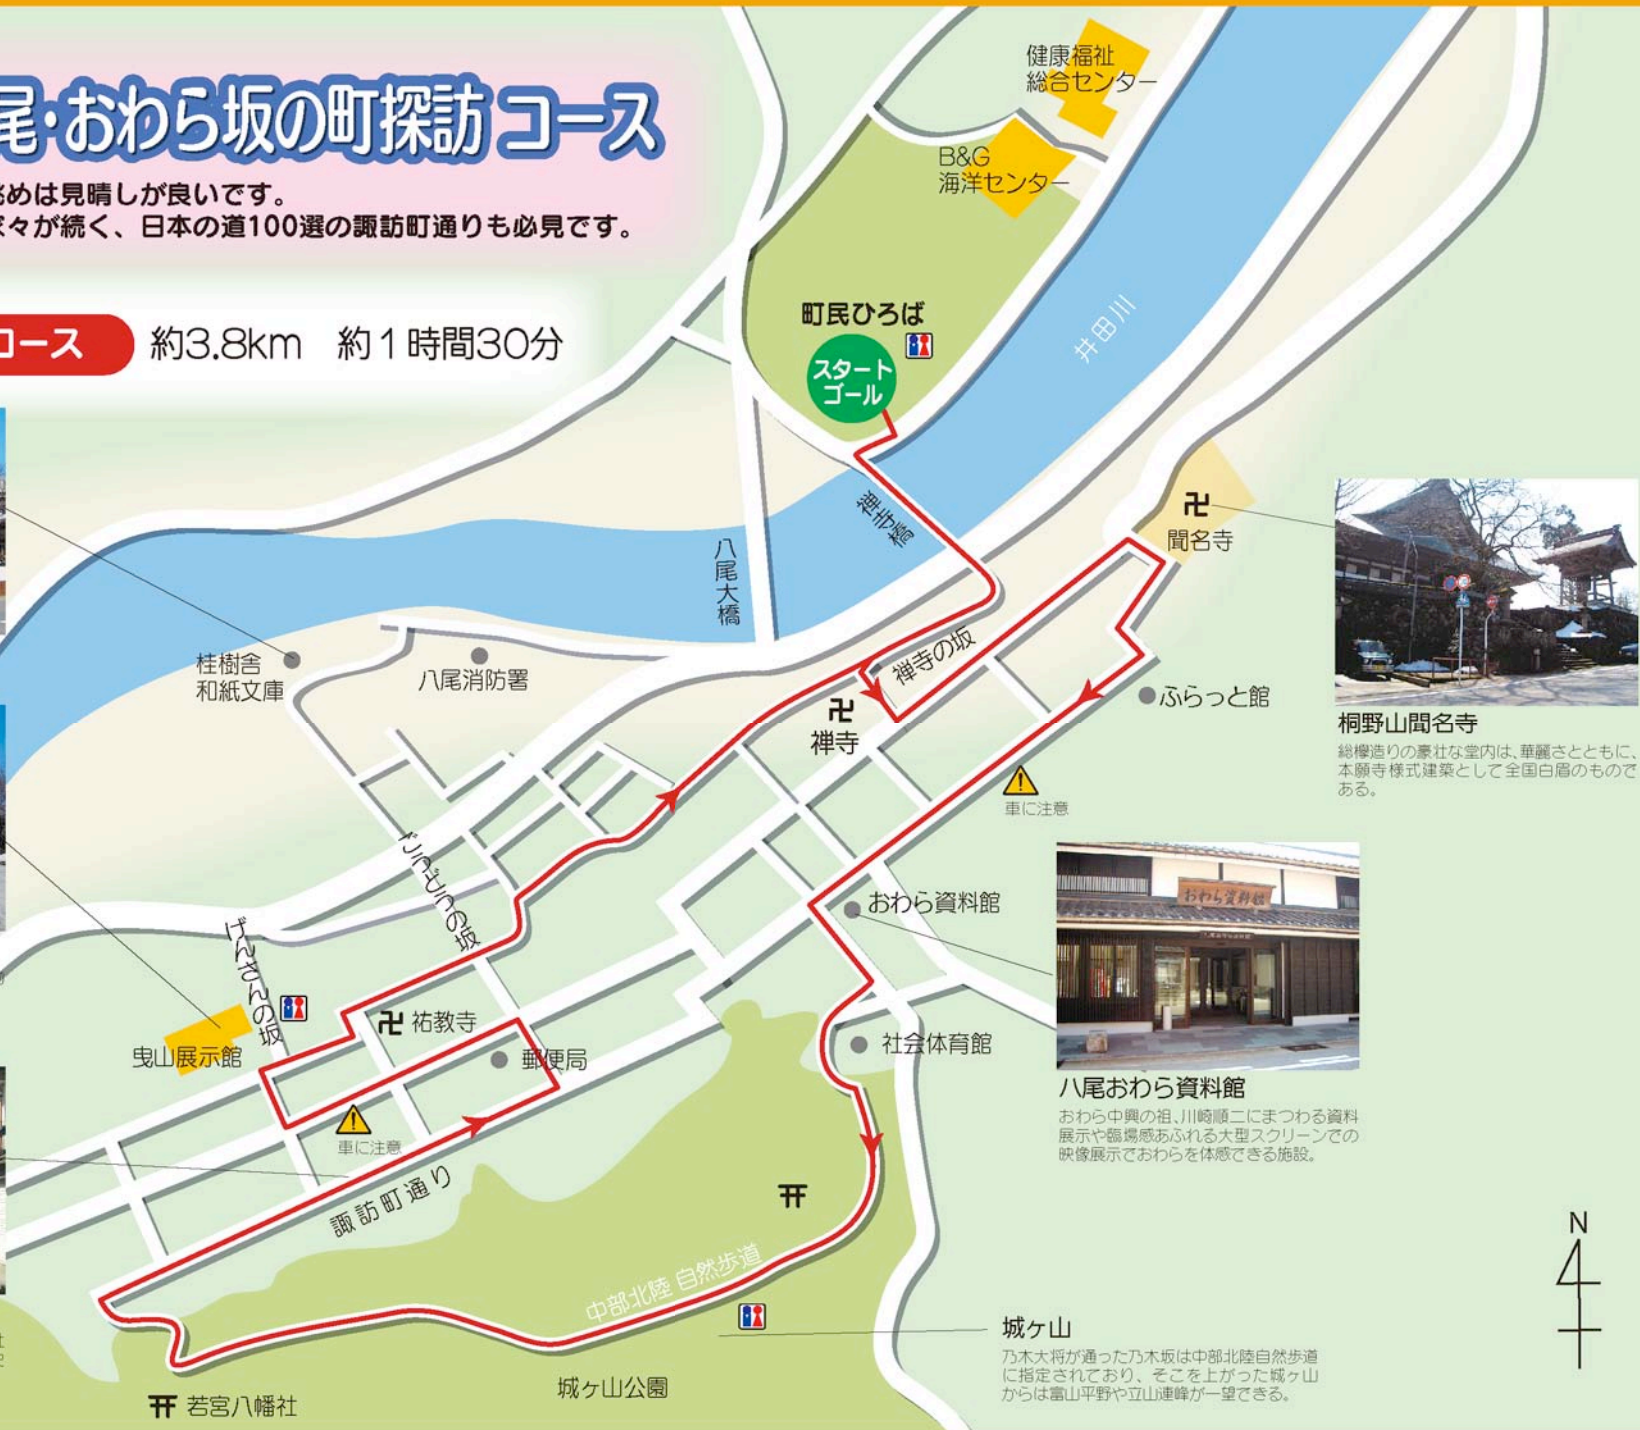 尾・おわら坂の町探訪 コース
めは見晴しが良いです。
々が続く、日本の道100選の諏訪町通りも必見です。
コース 約3.8km 約1時間30分
健康福祉
総合センター
B&G
海洋センター
町民ひろば
スタート
ゴール
井田川
禅寺橋
八尾大橋
卍
聞名寺
桂樹舎
和紙文庫
八尾消防署
禅寺の坂
卍
禅寺
ふらっと館
車に注意
桐野山聞名寺
総欅造りの豪壮な堂内は、華麗さとともに、
本願寺様式建築として全国白眉のもので
ある。
おわら資料館
おわら資料館
八尾おわら資料館
おわら中興の祖、川崎順二にまつわる資料
展示や臨場感あふれる大型スクリーンでの
映像展示でおわらを体感できる施設。
げんさんの坂
曳山展示館
卍 祐教寺
郵便局
社会体育館
車に注意
諏訪町通り
中部北陸 自然歩道
城ヶ山
乃木大将が通った乃木坂は中部北陸自然歩道
に指定されており、そこを上がった城ヶ山
からは富山平野や立山連峰が一望できる。
城ヶ山公園
若宮八幡社
N